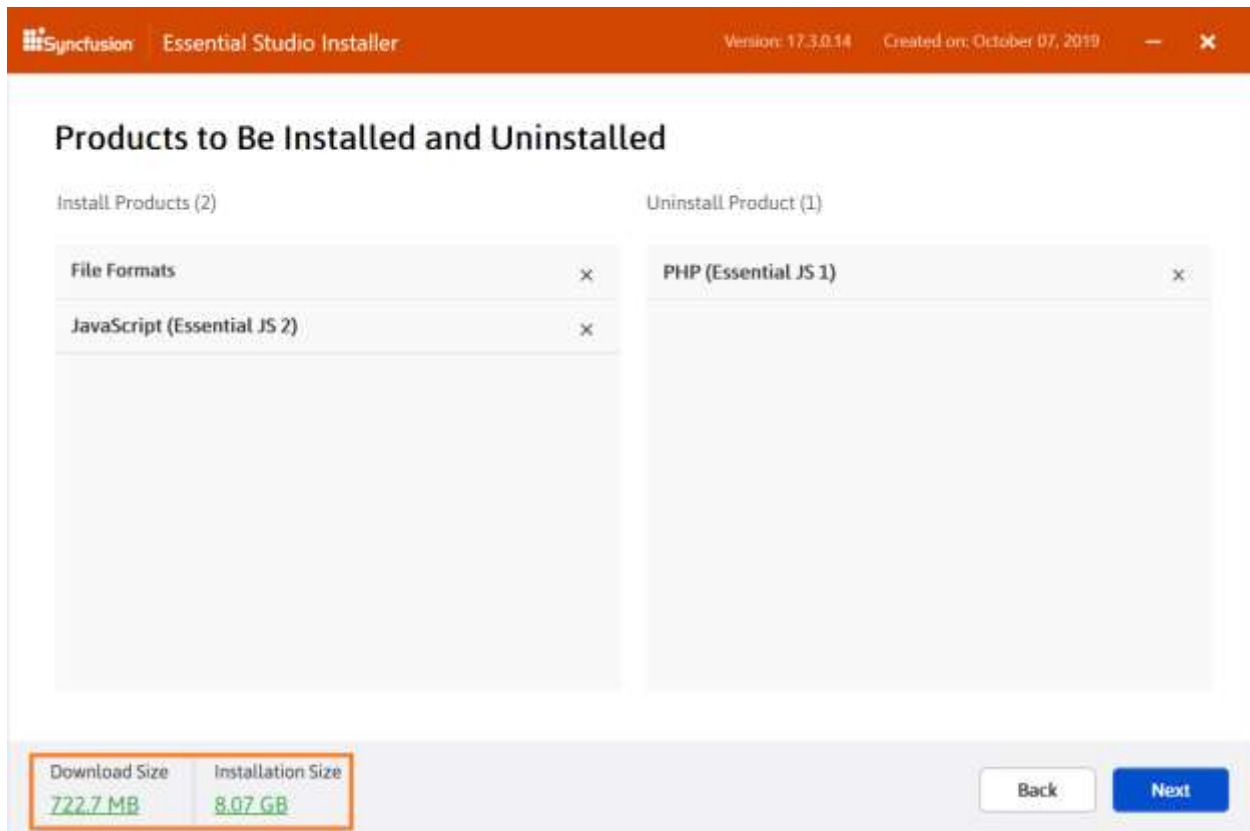 Syncfusion Essential Studio Installer Version: 17.3.0.14 Created on: October 07, 2019
Products to Be Installed and Uninstalled
Install Products (2)
Uninstall Product (1)
File Formats
JavaScript (Essential JS 2)
PHP (Essential JS 1)
Download Size
722.7 MB
Installation Size
8.07 GB
Back
Next